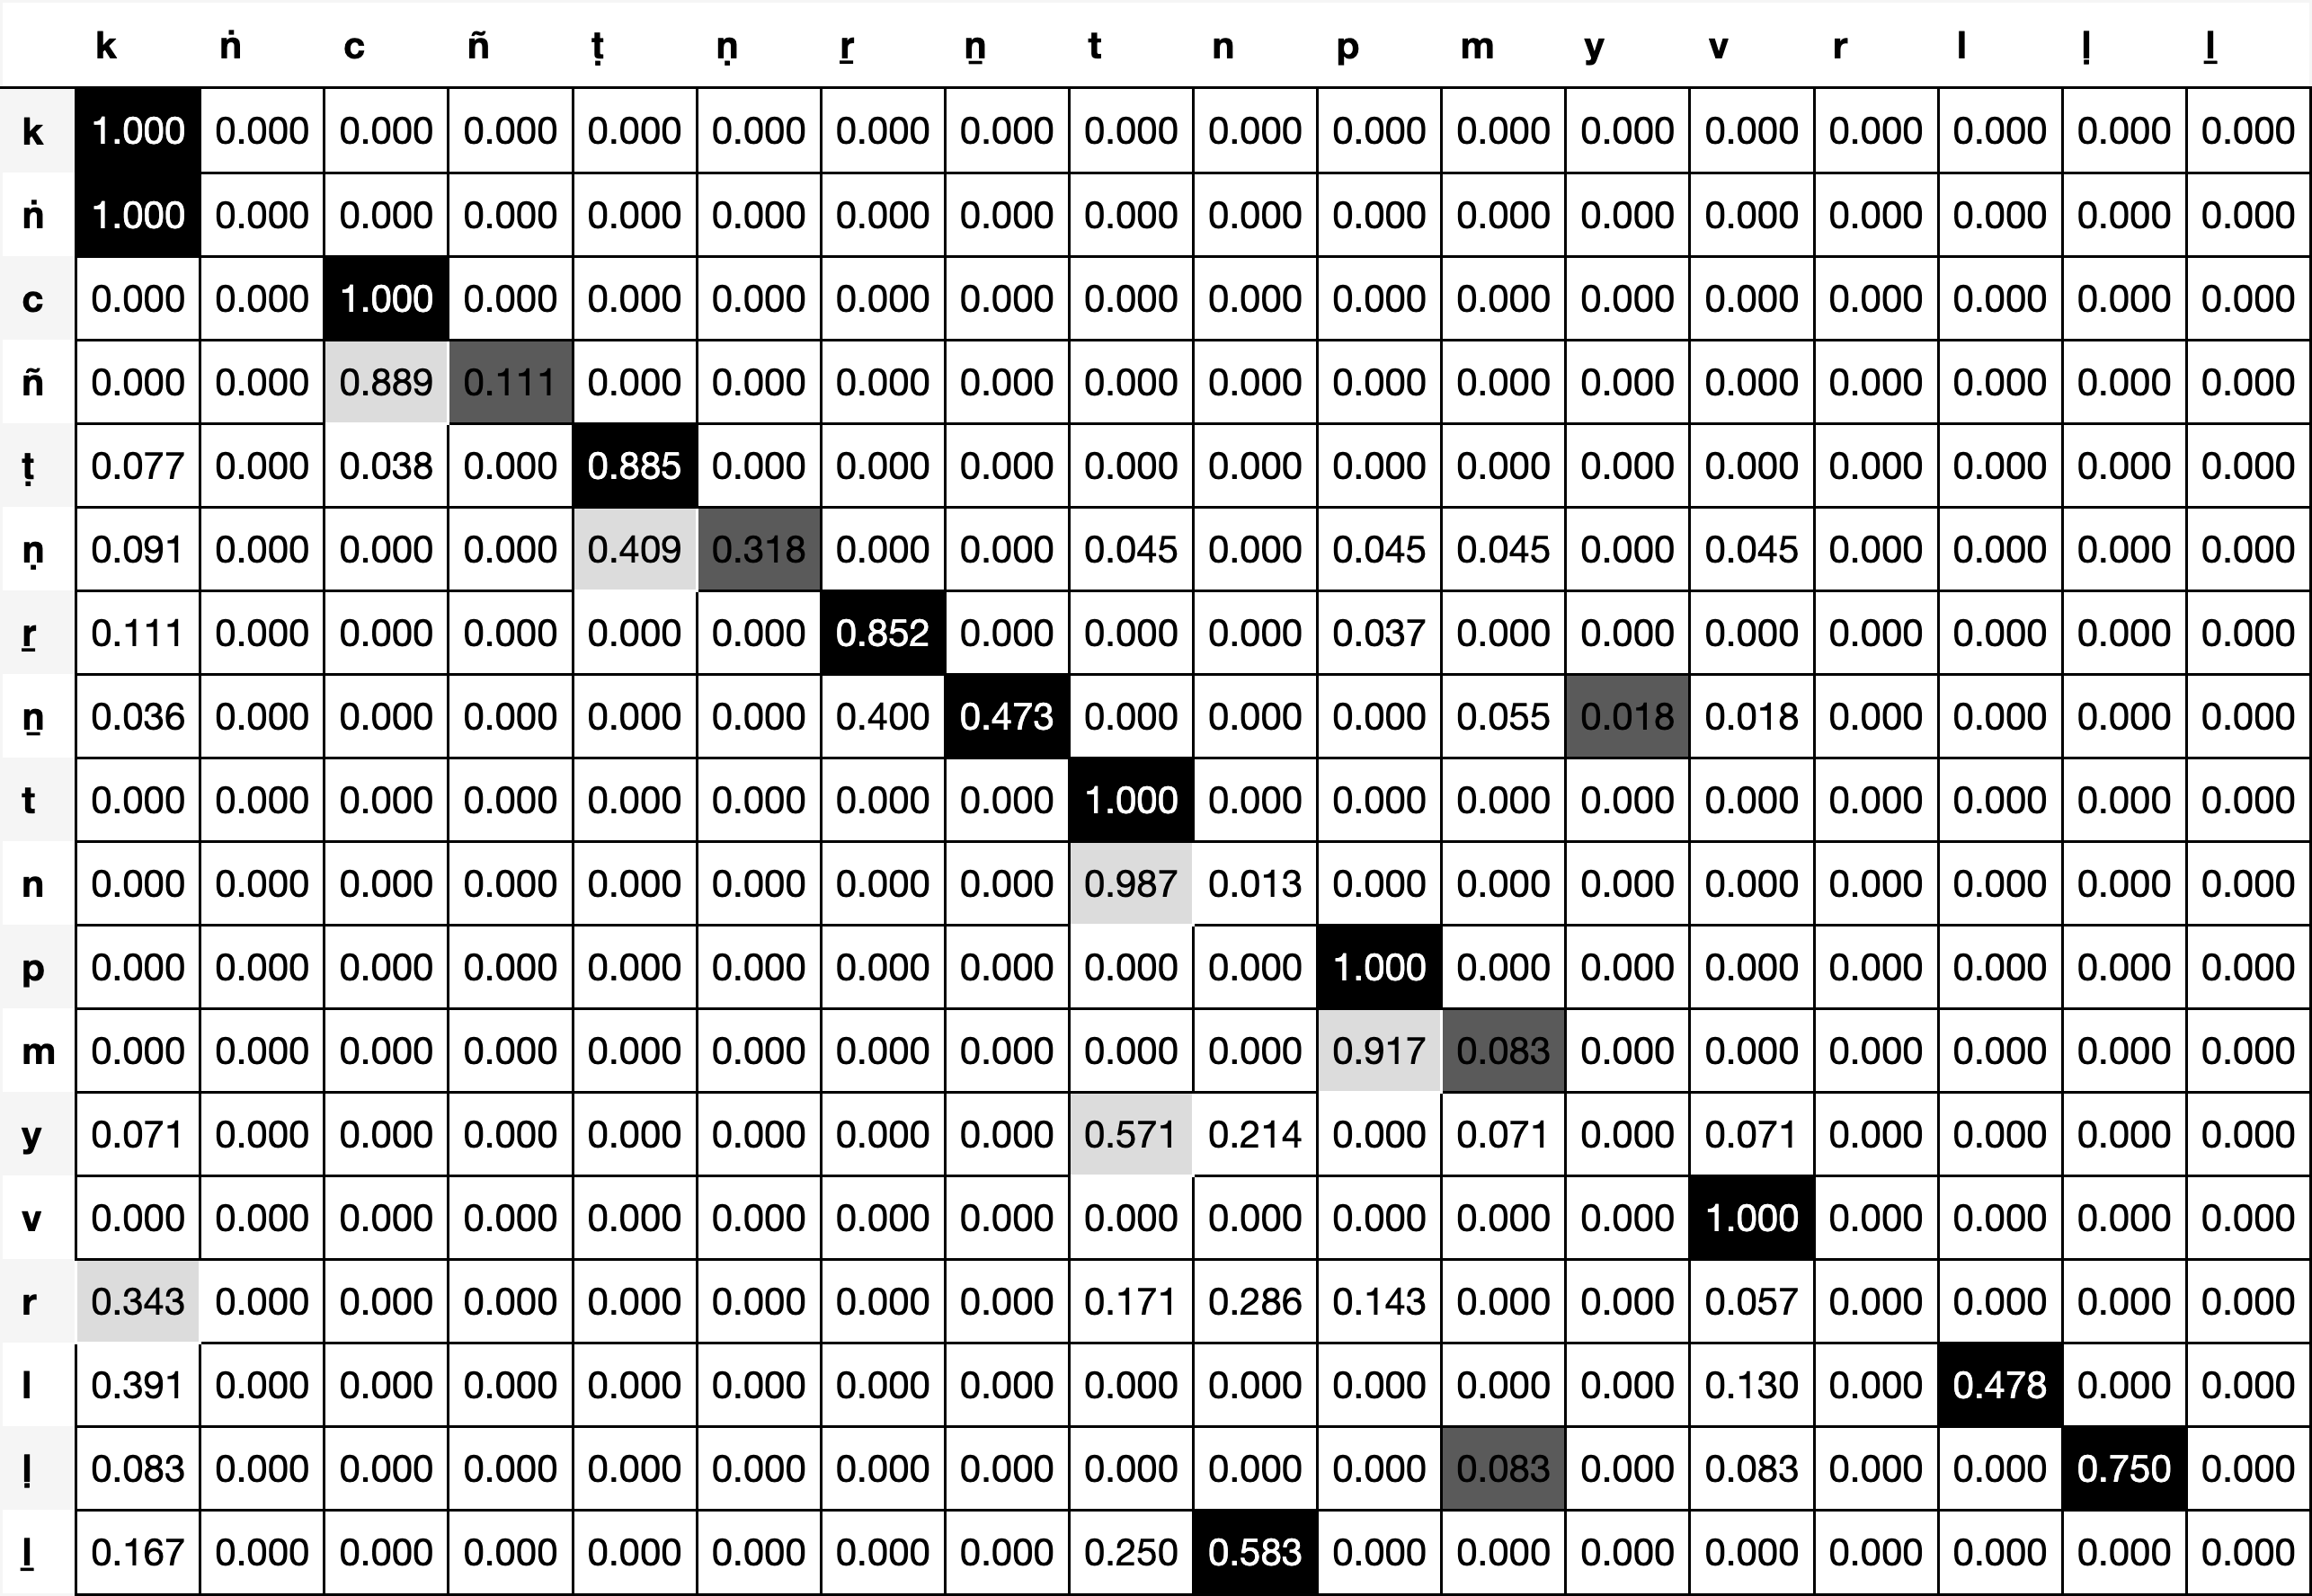 k ṅ c ñ ṭ ṇ ṟ ṉ t n p m y v r l ḷ ḻ
k 1.000 0.000 0.000 0.000 0.000 0.000 0.000 0.000 0.000 0.000 0.000 0.000 0.000 0.000 0.000 0.000 0.000 0.000
ṅ 1.000 0.000 0.000 0.000 0.000 0.000 0.000 0.000 0.000 0.000 0.000 0.000 0.000 0.000 0.000 0.000 0.000 0.000
c 0.000 0.000 1.000 0.000 0.000 0.000 0.000 0.000 0.000 0.000 0.000 0.000 0.000 0.000 0.000 0.000 0.000 0.000
ñ 0.000 0.000 0.889 0.111 0.000 0.000 0.000 0.000 0.000 0.000 0.000 0.000 0.000 0.000 0.000 0.000 0.000 0.000
ṭ 0.077 0.000 0.038 0.000 0.885 0.000 0.000 0.000 0.000 0.000 0.000 0.000 0.000 0.000 0.000 0.000 0.000 0.000
ṇ 0.091 0.000 0.000 0.000 0.409 0.318 0.000 0.000 0.045 0.000 0.045 0.045 0.000 0.045 0.000 0.000 0.000 0.000
ṟ 0.111 0.000 0.000 0.000 0.000 0.000 0.852 0.000 0.000 0.000 0.037 0.000 0.000 0.000 0.000 0.000 0.000 0.000
ṉ 0.036 0.000 0.000 0.000 0.000 0.000 0.400 0.473 0.000 0.000 0.000 0.055 0.018 0.018 0.000 0.000 0.000 0.000
t 0.000 0.000 0.000 0.000 0.000 0.000 0.000 0.000 1.000 0.000 0.000 0.000 0.000 0.000 0.000 0.000 0.000 0.000
n 0.000 0.000 0.000 0.000 0.000 0.000 0.000 0.000 0.987 0.013 0.000 0.000 0.000 0.000 0.000 0.000 0.000 0.000
p 0.000 0.000 0.000 0.000 0.000 0.000 0.000 0.000 0.000 0.000 1.000 0.000 0.000 0.000 0.000 0.000 0.000 0.000
m 0.000 0.000 0.000 0.000 0.000 0.000 0.000 0.000 0.000 0.000 0.917 0.083 0.000 0.000 0.000 0.000 0.000 0.000
y 0.071 0.000 0.000 0.000 0.000 0.000 0.000 0.000 0.571 0.214 0.000 0.071 0.000 0.071 0.000 0.000 0.000 0.000
v 0.000 0.000 0.000 0.000 0.000 0.000 0.000 0.000 0.000 0.000 0.000 0.000 0.000 1.000 0.000 0.000 0.000 0.000
r 0.343 0.000 0.000 0.000 0.000 0.000 0.000 0.000 0.171 0.286 0.143 0.000 0.000 0.057 0.000 0.000 0.000 0.000
l 0.391 0.000 0.000 0.000 0.000 0.000 0.000 0.000 0.000 0.000 0.000 0.000 0.000 0.130 0.000 0.478 0.000 0.000
ḷ 0.083 0.000 0.000 0.000 0.000 0.000 0.000 0.000 0.000 0.000 0.000 0.083 0.000 0.083 0.000 0.000 0.750 0.000
ḻ 0.167 0.000 0.000 0.000 0.000 0.000 0.000 0.000 0.250 0.583 0.000 0.000 0.000 0.000 0.000 0.000 0.000 0.000